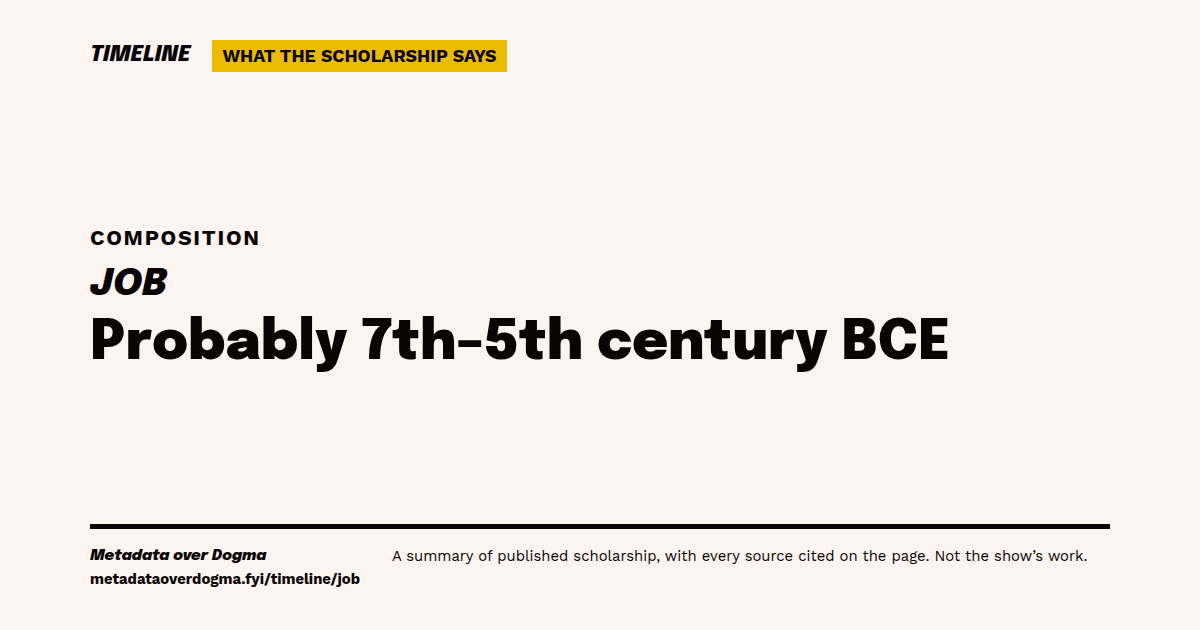 TIMELINE WHAT THE SCHOLARSHIP SAYS
COMPOSITION
JOB
Probably 7th–5th century BCE
Metadata over Dogma
metadataoverdogma.fyi/timeline/job
A summary of published scholarship, with every source cited on the page. Not the show’s work.